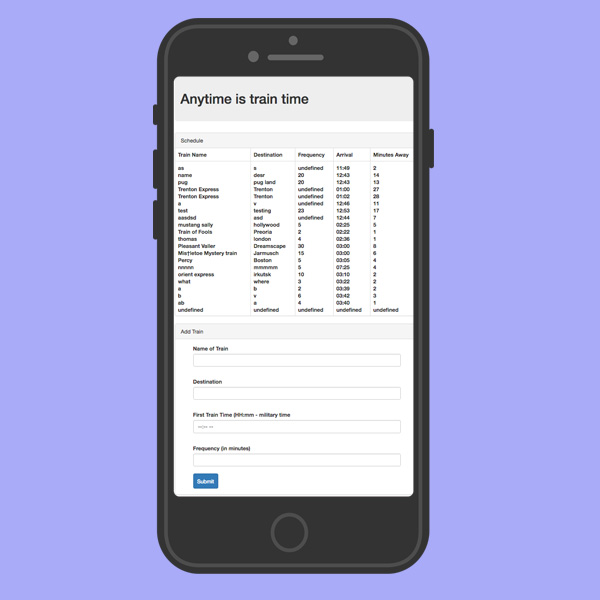 Anytime is train time
Schedule
Train Name Destination Frequency Arrival Minutes Away
as s undefined 11:49 2
name dear 20 12:43 14
pug pug land 20 12:43 13
Trenton Express Trenton undefined 01:00 27
Trenton Express Trenton undefined 01:02 28
a v undefined 12:46 11
test testing 23 12:53 17
aasdsd asd undefined 12:44 7
mustang sally hollywood 5 02:25 5
Train of Fools Preoria 2 02:22 1
thomas london 4 02:36 1
Pleasant Valler Dreamscape 30 03:00 8
Mis(t)etoe Mystery train Jarmusch 15 03:00 6
Percy Boston 5 03:05 4
nnnnn mmmmm 5 07:25 4
orient express irkutsk 10 03:10 2
what where 3 03:22 2
a b 2 03:39 2
b v 6 03:42 3
ab a 4 03:40 1
undefined undefined undefined undefined undefined
Add Train
Name of Train
Destination
First Train Time (HH:mm - military time
--:-- --
Frequency (in minutes)
Submit